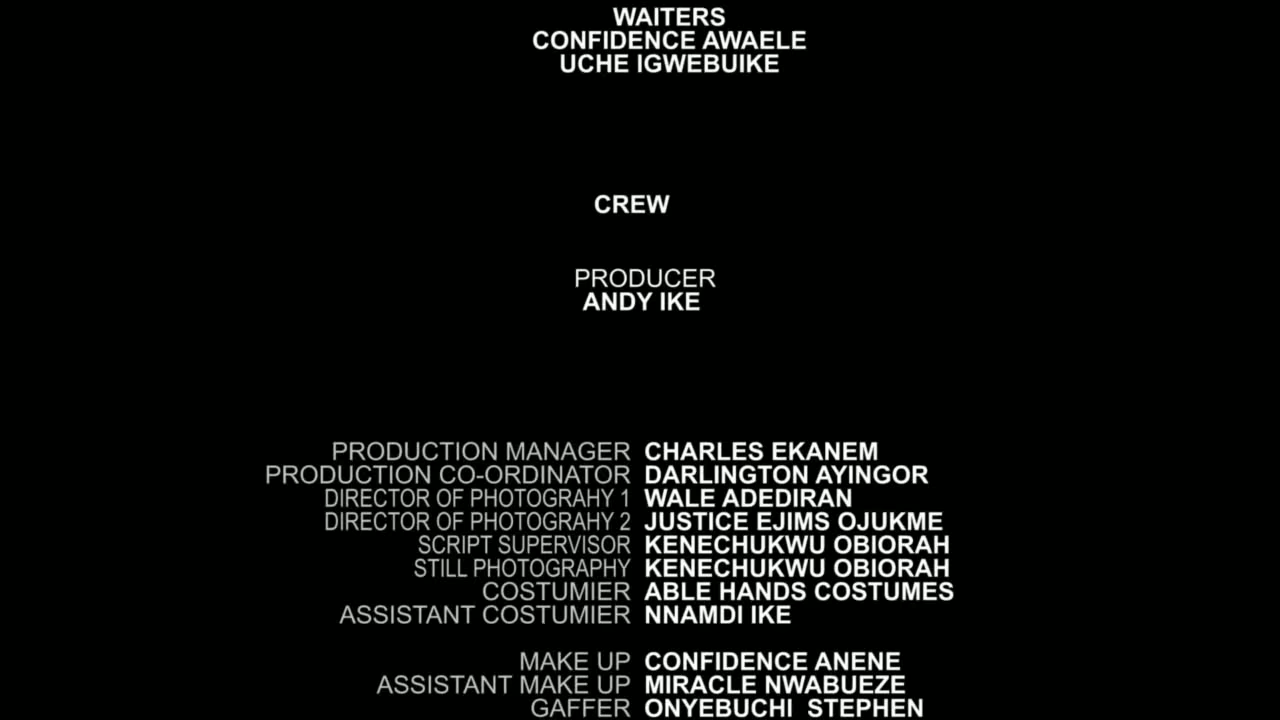 WAITERS
CONFIDENCE AWAELE
UCHE IGWEBUIKE
CREW
PRODUCER
ANDY IKE
PRODUCTION MANAGER CHARLES EKANEM
PRODUCTION CO-ORDINATOR DARLINGTON AYINGOR
DIRECTOR OF PHOTOGRAHY 1 WALE ADEDIRAN
DIRECTOR OF PHOTOGRAHY 2 JUSTICE EJIMS OJUKME
SCRIPT SUPERVISOR KENECHUKWU OBIORAH
STILL PHOTOGRAPHY KENECHUKWU OBIORAH
COSTUMIER ABLE HANDS COSTUMES
ASSISTANT COSTUMIER NNAMDI IKE
MAKE UP CONFIDENCE ANENE
ASSISTANT MAKE UP MIRACLE NWABUEZE
GAFFER ONYEBUCHI  STEPHEN